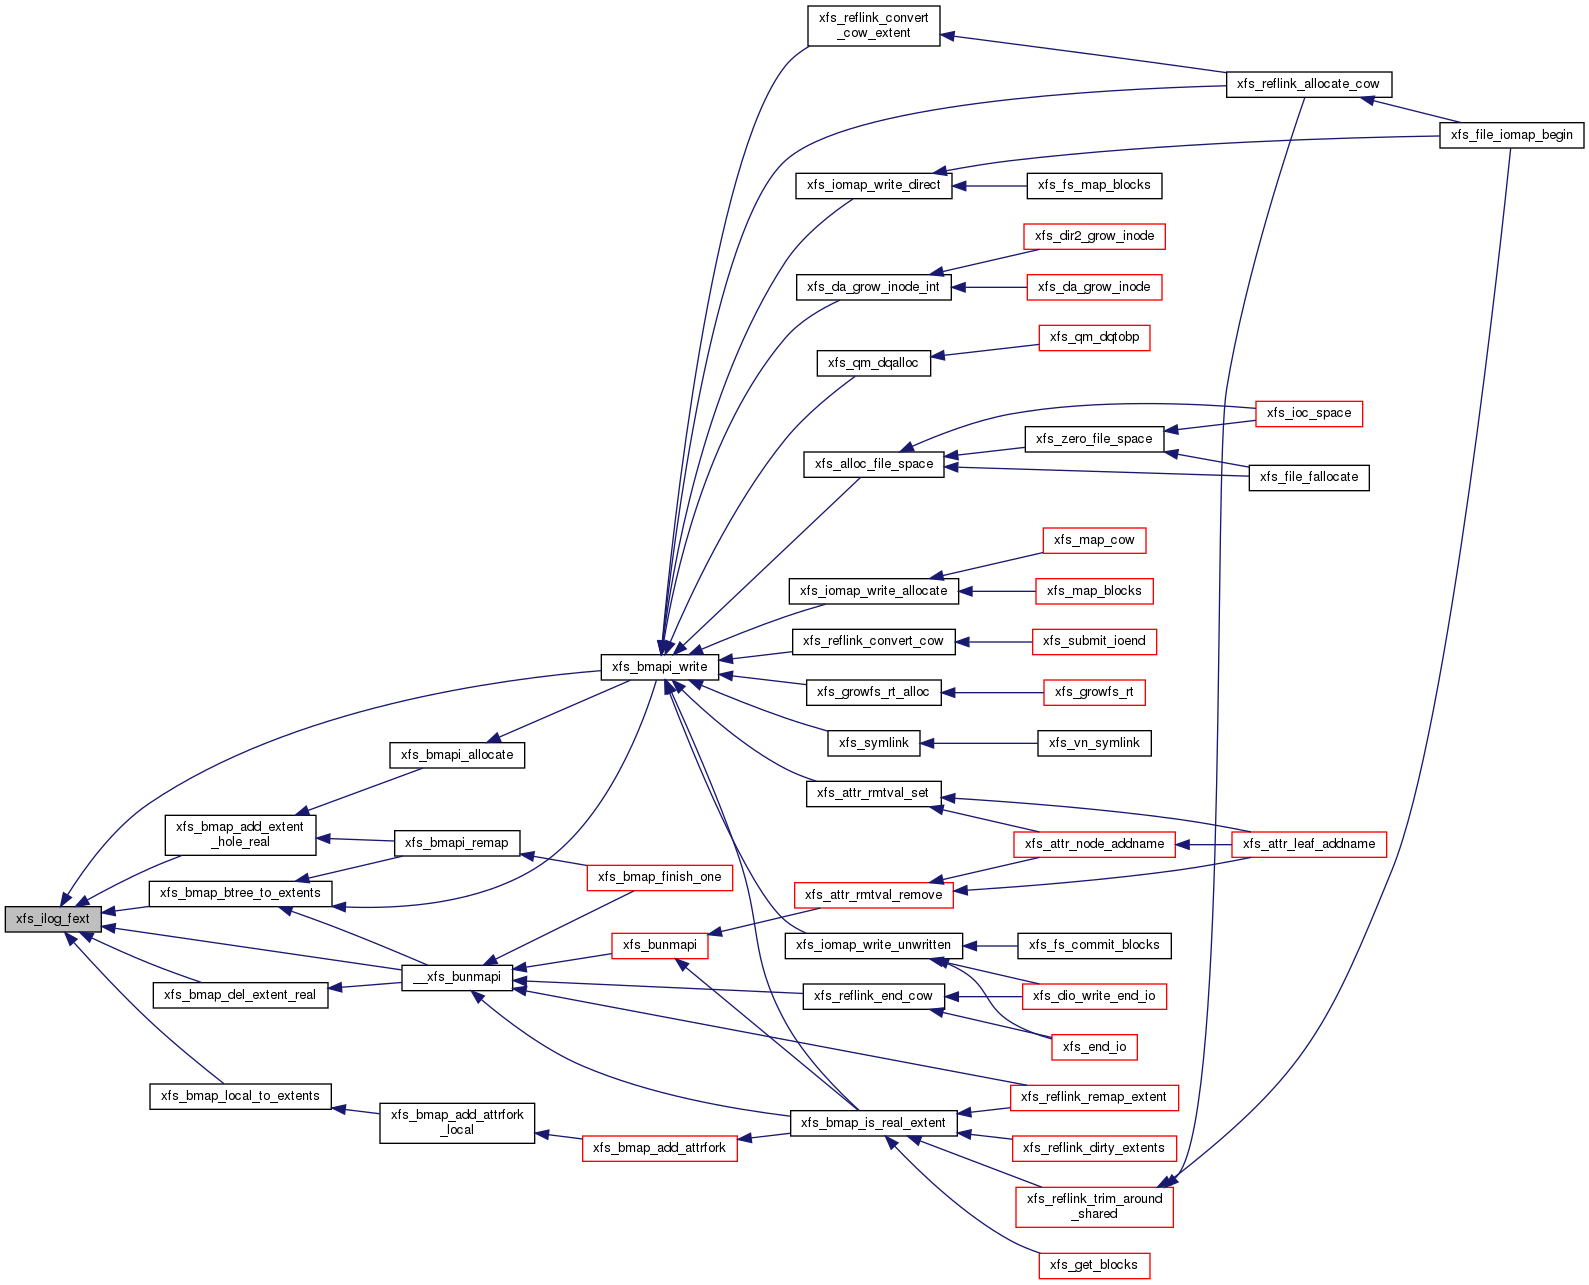 xfs_reflink_convert
_cow_extent
xfs_reflink_allocate_cow
xfs_file_iomap_begin
xfs_iomap_write_direct
xfs_fs_map_blocks
xfs_dir2_grow_inode
xfs_da_grow_inode_int
xfs_da_grow_inode
xfs_qm_dqtobp
xfs_qm_dqalloc
xfs_ioc_space
xfs_zero_file_space
xfs_alloc_file_space
xfs_file_fallocate
xfs_map_cow
xfs_iomap_write_allocate
xfs_map_blocks
xfs_reflink_convert_cow
xfs_submit_ioend
xfs_bmapi_write
xfs_growfs_rt_alloc
xfs_growfs_rt
xfs_symlink
xfs_vn_symlink
xfs_bmapi_allocate
xfs_attr_rmtval_set
xfs_bmap_add_extent
_hole_real
xfs_bmapi_remap
xfs_attr_node_addname
xfs_attr_leaf_addname
xfs_bmap_finish_one
xfs_bmap_btree_to_extents
xfs_attr_rmtval_remove
xfs_ilog_fext
xfs_bunmapi
xfs_iomap_write_unwritten
xfs_fs_commit_blocks
__xfs_bunmapi
xfs_bmap_del_extent_real
xfs_reflink_end_cow
xfs_dio_write_end_io
xfs_end_io
xfs_bmap_local_to_extents
xfs_reflink_remap_extent
xfs_bmap_add_attrfork
_local
xfs_bmap_is_real_extent
xfs_bmap_add_attrfork
xfs_reflink_dirty_extents
xfs_reflink_trim_around
_shared
xfs_get_blocks